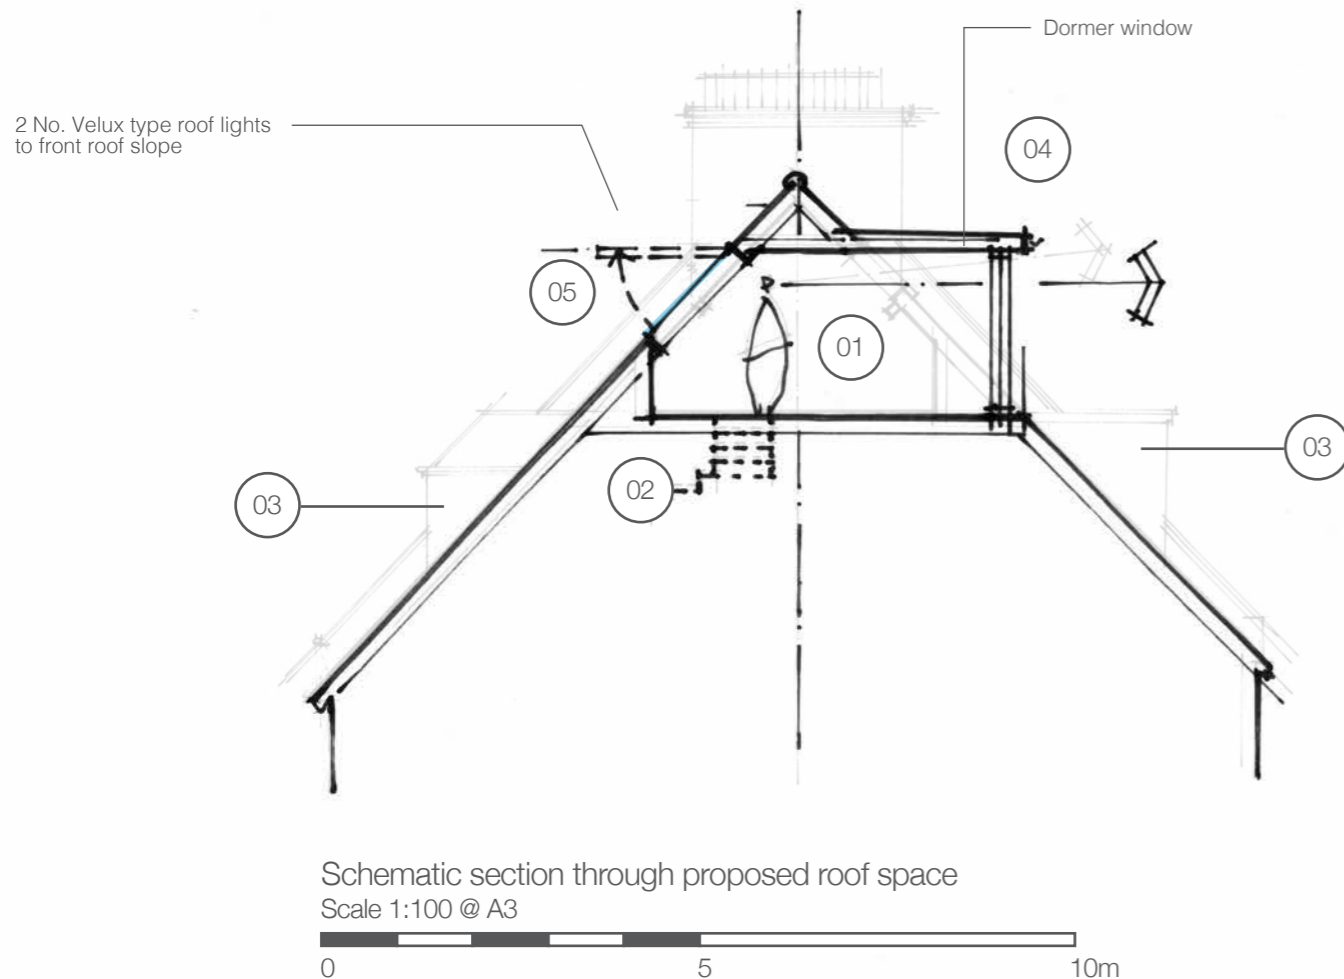 Dormer window
2 No. Velux type roof lights
to front roof slope
04
05
01
03
02
03
Schematic section through proposed roof space
Scale 1:100 @ A3
0 5 10m